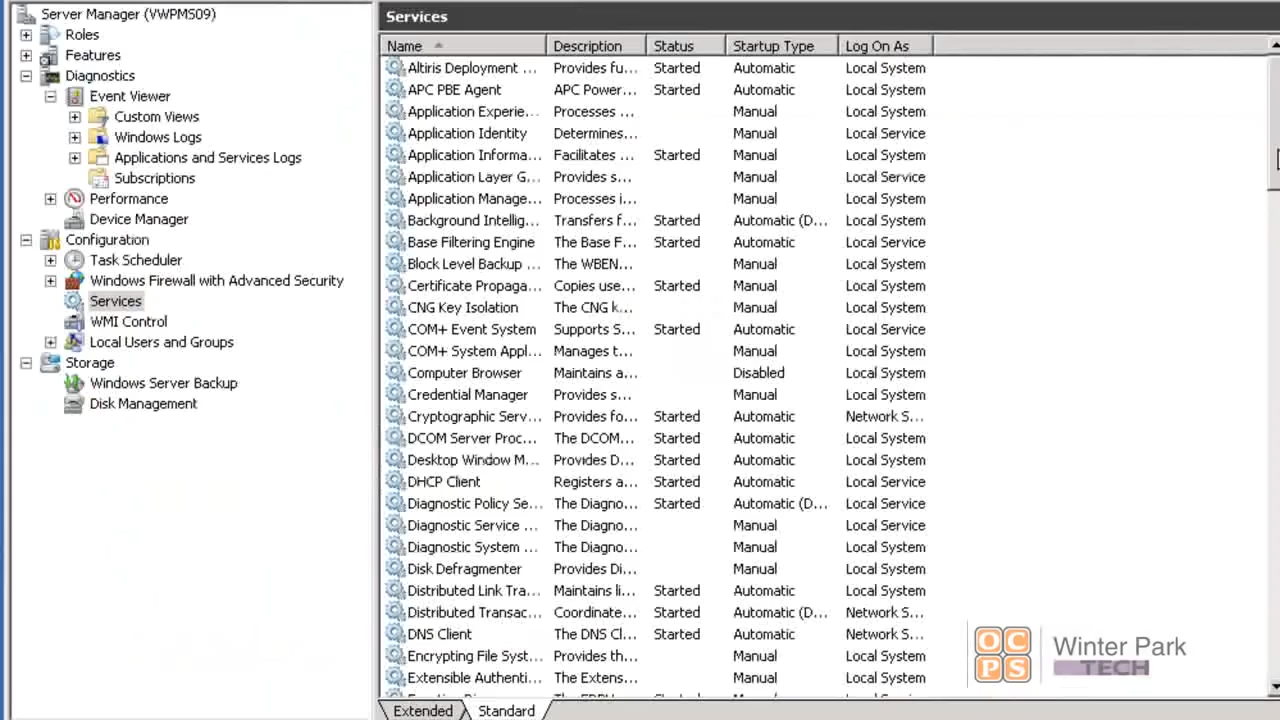 Server Manager (VWPMS09)
Roles
Features
Diagnostics
Event Viewer
Custom Views
Windows Logs
Applications and Services Logs
Subscriptions
Performance
Device Manager
Configuration
Task Scheduler
Windows Firewall with Advanced Security
Services
WMI Control
Local Users and Groups
Storage
Windows Server Backup
Disk Management
Services
Name Description Status Startup Type Log On As
Altiris Deployment ... Provides fu... Started Automatic Local System
APC PBE Agent APC Power... Started Automatic Local System
Application Experie... Processes ... Manual Local System
Application Identity Determines... Manual Local Service
Application Informa... Facilitates ... Started Manual Local System
Application Layer G... Provides s... Manual Local Service
Application Manage... Processes i... Manual Local System
Background Intellig... Transfers f... Started Automatic (D... Local System
Base Filtering Engine The Base F... Started Automatic Local Service
Block Level Backup ... The WBEN... Manual Local System
Certificate Propaga... Copies use... Started Manual Local System
CNG Key Isolation The CNG k... Manual Local System
COM+ Event System Supports S... Started Automatic Local Service
COM+ System Appl... Manages t... Manual Local System
Computer Browser Maintains a... Disabled Local System
Credential Manager Provides s... Manual Local System
Cryptographic Serv... Provides fo... Started Automatic Network S...
DCOM Server Proc... The DCOM... Started Automatic Local System
Desktop Window M... Provides D... Started Automatic Local System
DHCP Client Registers a... Started Automatic Local Service
Diagnostic Policy Se... The Diagno... Started Automatic (D... Local Service
Diagnostic Service ... The Diagno... Manual Local Service
Diagnostic System ... The Diagno... Manual Local System
Disk Defragmenter Provides Di... Manual Local System
Distributed Link Tra... Maintains li... Started Automatic Local System
Distributed Transac... Coordinate... Started Automatic (D... Network S...
DNS Client The DNS Cl... Started Automatic Network S...
Encrypting File Syst... Provides th... Manual Local System
Extensible Authenti... The Extens... Manual Local System
Extended Standard
OCPS Winter Park
TECH